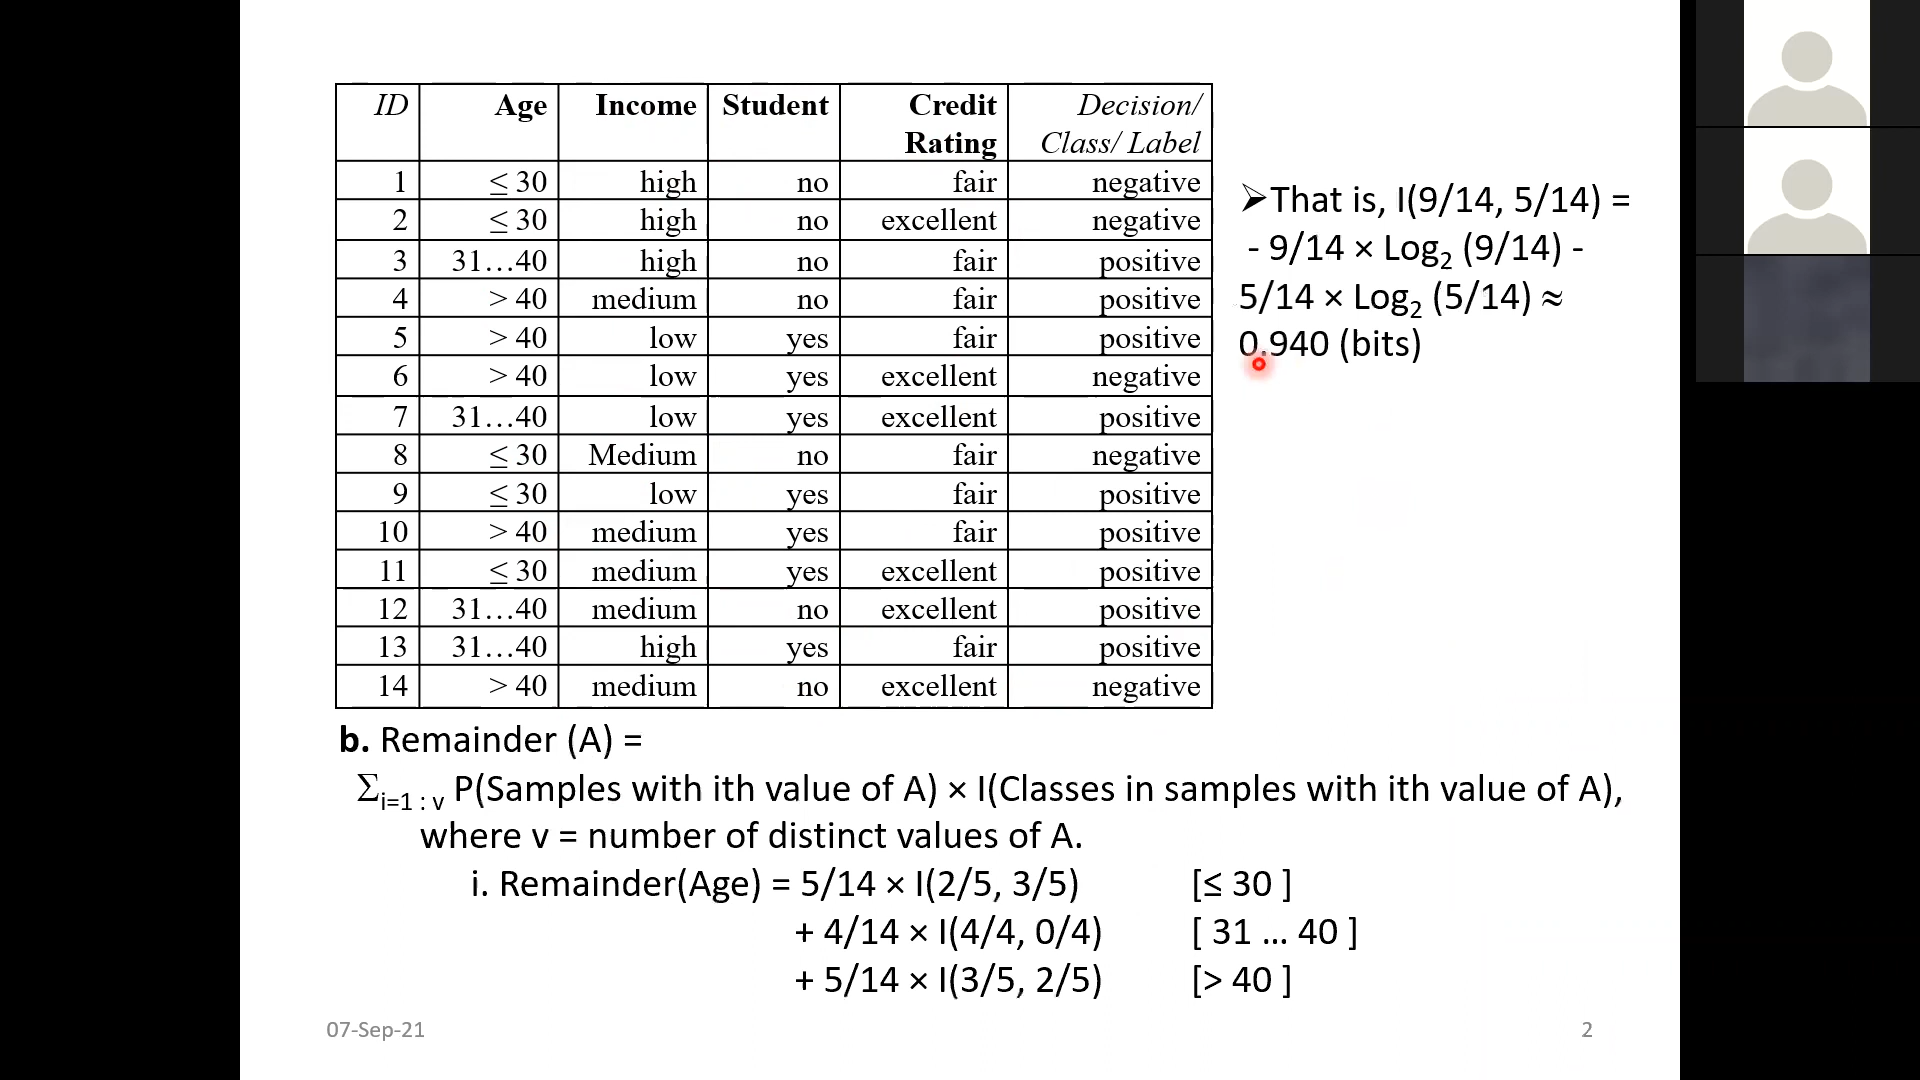 ID Age Income Student Credit Rating Decision/ Class/ Label
1 ≤ 30 high no fair negative
2 ≤ 30 high no excellent negative
3 31…40 high no fair positive
4 > 40 medium no fair positive
5 > 40 low yes fair positive
6 > 40 low yes excellent negative
7 31…40 low yes excellent positive
8 ≤ 30 Medium no fair negative
9 ≤ 30 low yes fair positive
10 > 40 medium yes fair positive
11 ≤ 30 medium yes excellent positive
12 31…40 medium no excellent positive
13 31…40 high yes fair positive
14 > 40 medium no excellent negative
➢That is, I(9/14, 5/14) =
- 9/14 × Log₂ (9/14) -
5/14 × Log₂ (5/14) ≈
0.940 (bits)
b. Remainder (A) =
Σi=1 : v P(Samples with ith value of A) × I(Classes in samples with ith value of A),
where v = number of distinct values of A.
i. Remainder(Age) = 5/14 × I(2/5, 3/5) [≤ 30 ]
+ 4/14 × I(4/4, 0/4) [ 31 … 40 ]
+ 5/14 × I(3/5, 2/5) [> 40 ]
07-Sep-21 2